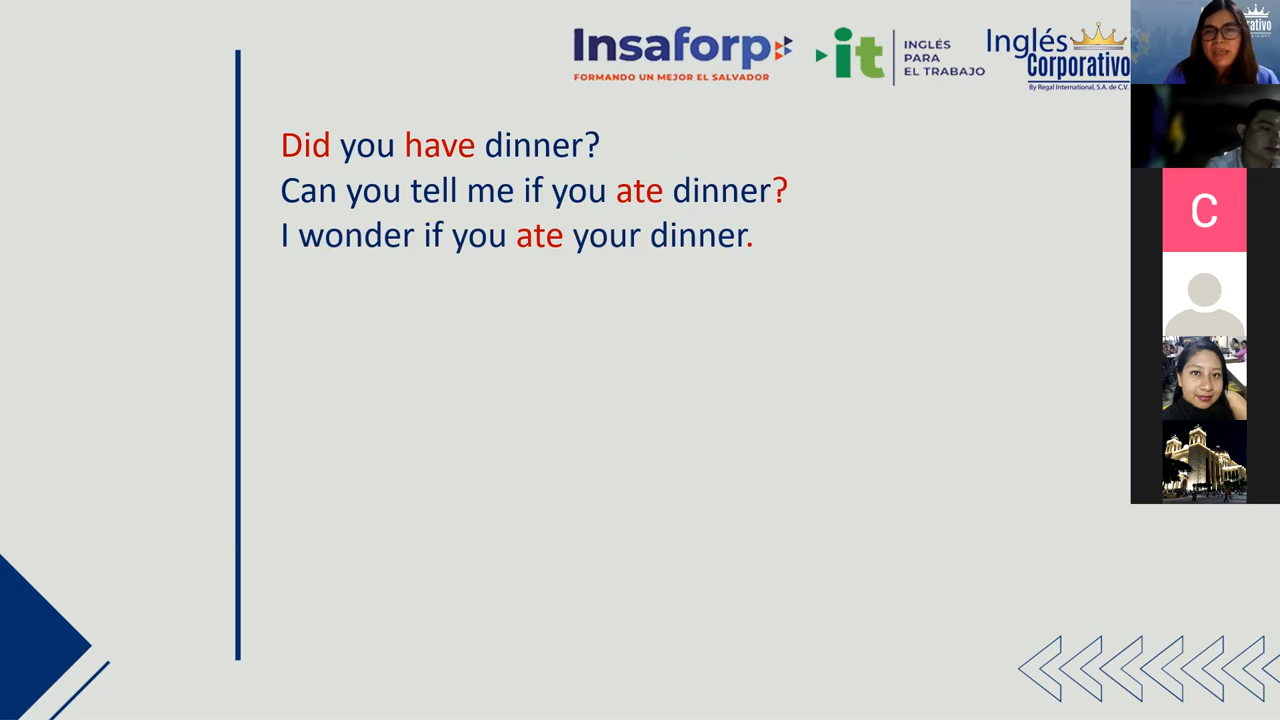 Insaforp
FORMANDO UN MEJOR EL SALVADOR
it
INGLÉS
PARA
EL TRABAJO
Inglés
Corporativo
By Regal International, S.A. de C.V.
Did you have dinner?
Can you tell me if you ate dinner?
I wonder if you ate your dinner.
C